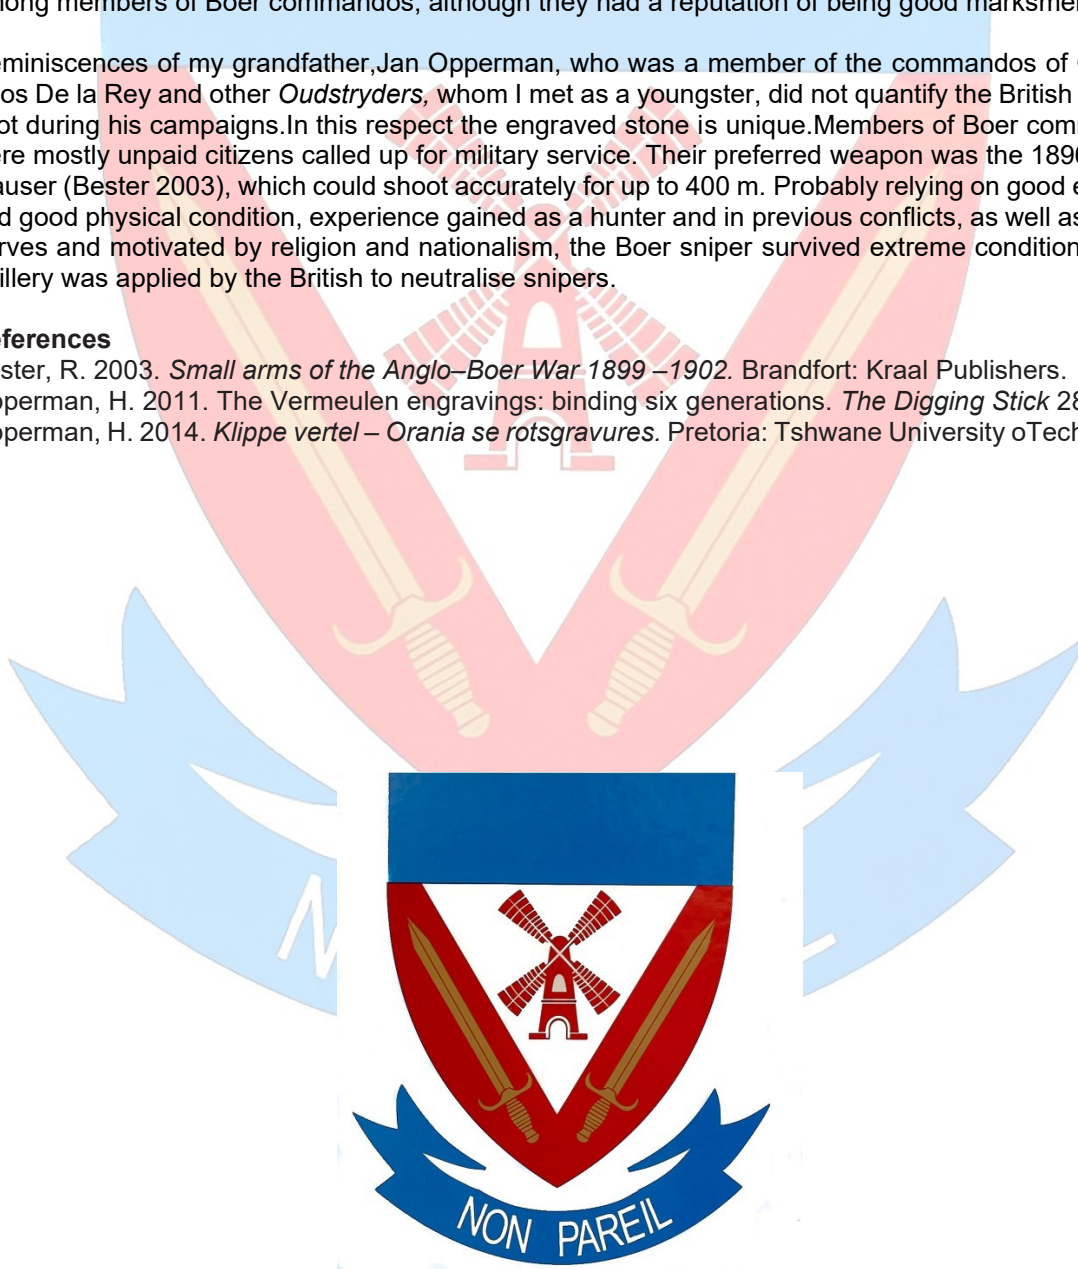 ong members of Boer commandos, although they had a reputation of being good marksmen
eminiscences of my grandfather,Jan Opperman, who was a member of the commandos of
os De la Rey and other Oudstryders, whom I met as a youngster, did not quantify the British
ot during his campaigns.In this respect the engraved stone is unique.Members of Boer com
ere mostly unpaid citizens called up for military service. Their preferred weapon was the 1896
auser (Bester 2003), which could shoot accurately for up to 400 m. Probably relying on good e
d good physical condition, experience gained as a hunter and in previous conflicts, as well as
rves and motivated by religion and nationalism, the Boer sniper survived extreme condition
illery was applied by the British to neutralise snipers.
eferences
ster, R. 2003. Small arms of the Anglo–Boer War 1899 –1902. Brandfort: Kraal Publishers.
pperman, H. 2011. The Vermeulen engravings: binding six generations. The Digging Stick 28
pperman, H. 2014. Klippe vertel – Orania se rotsgravures. Pretoria: Tshwane University oTech
NON PAREIL